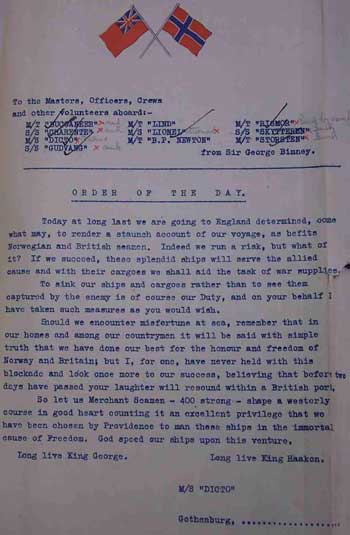 To the Masters, Officers, Crews
and other volunteers aboard:-
M/T "BUCCANEER" M/T "LIND" M/T "RIGMOR"
S/S "CHARENTE" S/S "LIONEL" S/S "SKYTTEREN"
M/S "DICTO" M/T "B.P. NEWTON" M/T "STORSTEN"
S/S "GUDVANG"
from Sir George Binney.
ORDER OF THE DAY.
Today at long last we are going to England determined, come
what may, to render a staunch account of our voyage, as befits
Norwegian and British seamen. Indeed we run a risk, but what of
it? If we succeed, these splendid ships will serve the allied
cause and with their cargoes we shall aid the task of war supplies.
To sink our ships and cargoes rather than to see them
captured by the enemy is of course our Duty, and on your behalf I
have taken such measures as you would wish.
Should we encounter misfortune at sea, remember that in
our homes and among our countrymen it will be said with simple
truth that we have done our best for the honour and freedom of
Norway and Britain; but I, for one, have never held with this
blockade and look once more to our success, believing that before two
days have passed your laughter will resound within a British port.
So let us Merchant Seamen - 400 strong - shape a westerly
course in good heart counting it an excellent privilege that we
have been chosen by Providence to man these ships in the immortal
cause of Freedom. God speed our ships upon this venture.
Long live King George. Long live King Haakon.
M/S "DICTO"
Gothenburg, ..................